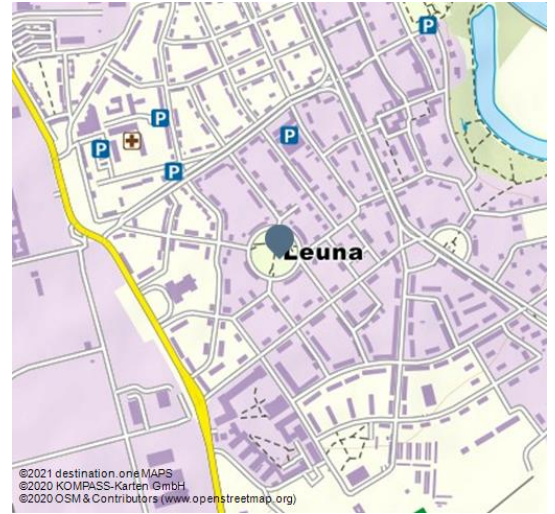 P
P
P
P
P
Leuna
©2021 destination.one MAPS
©2020 KOMPASS-Karten GmbH
©2020 OSM & Contributors (www.openstreetmap.org)